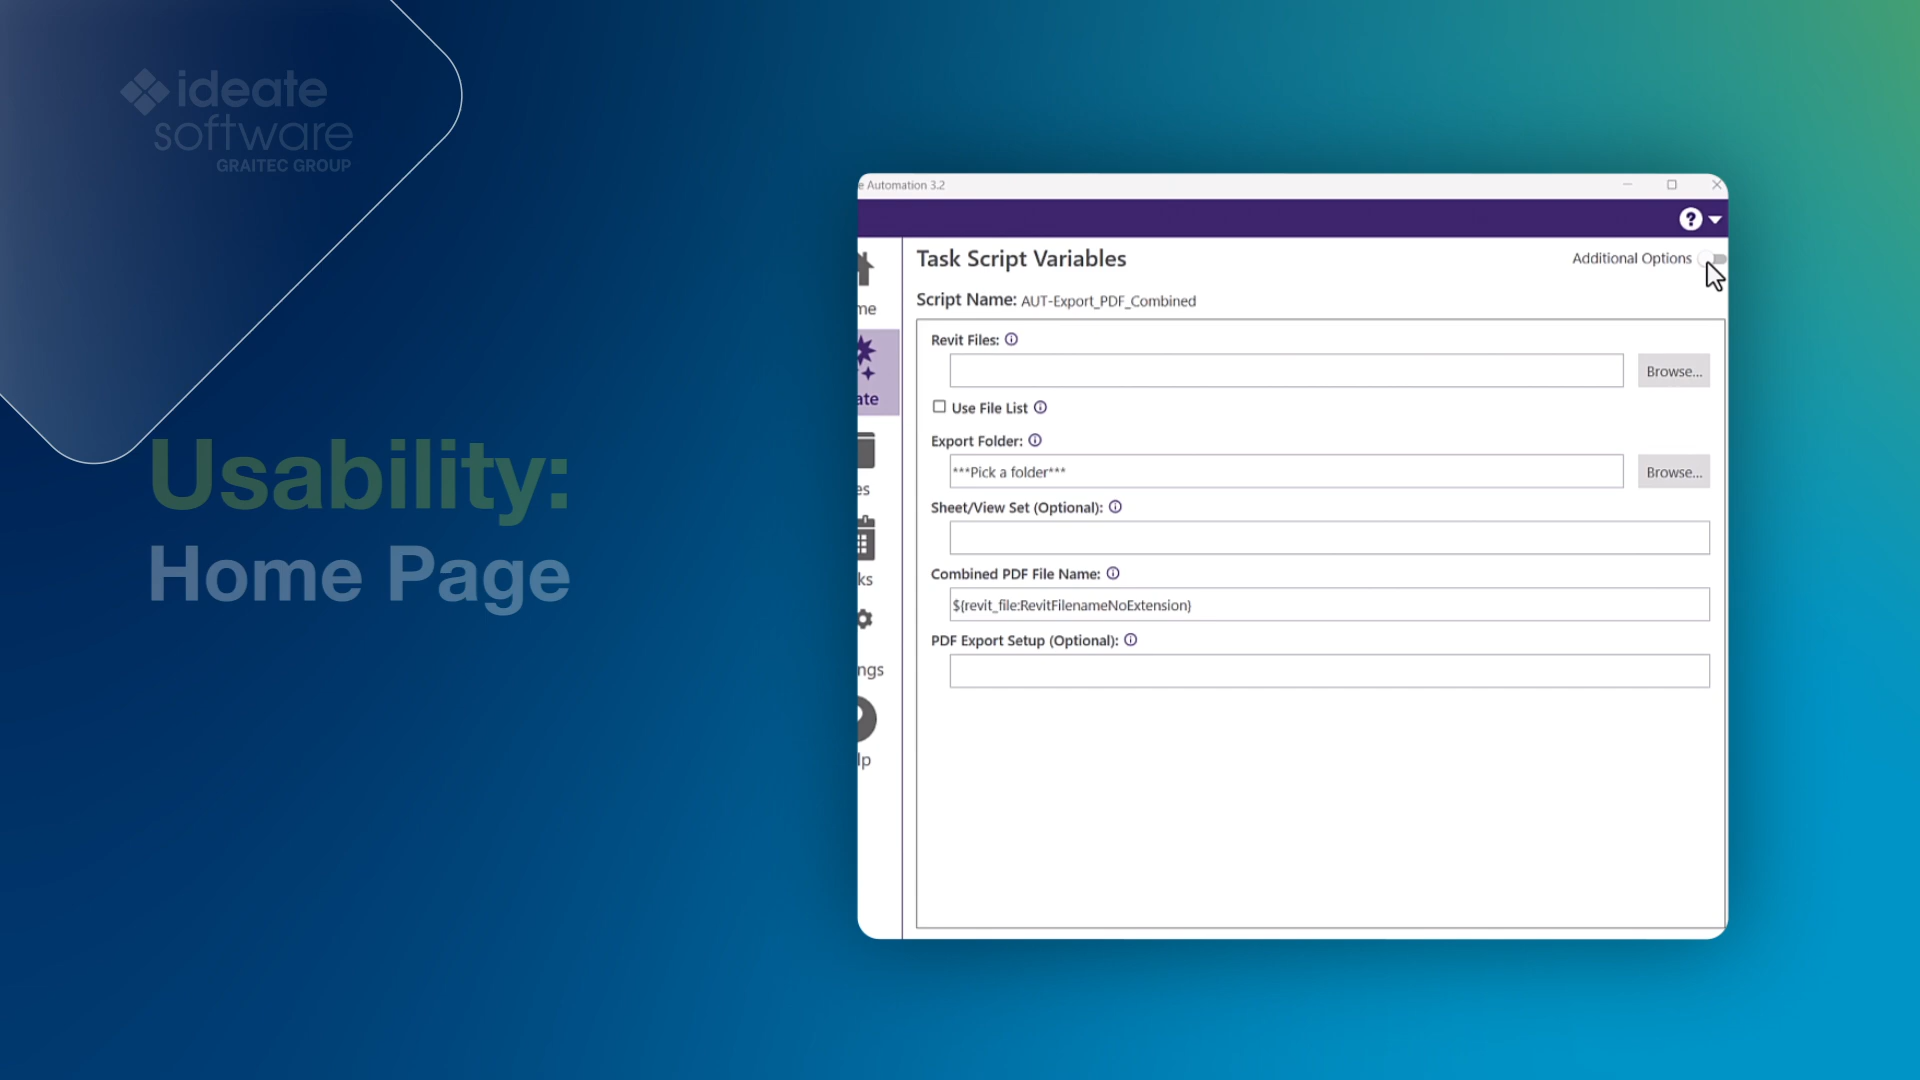 ideate
software
GRAITEC GROUP
Usability:
Home Page
e Automation 3.2
?
Task Script Variables
Additional Options
Script Name: AUT-Export_PDF_Combined
me
Revit Files:
Browse...
ate
Use File List
Export Folder:
***Pick a folder***
Browse...
es
Sheet/View Set (Optional):
Combined PDF File Name:
ks
${revit_file:RevitFilenameNoExtension}
PDF Export Setup (Optional):
ngs
lp